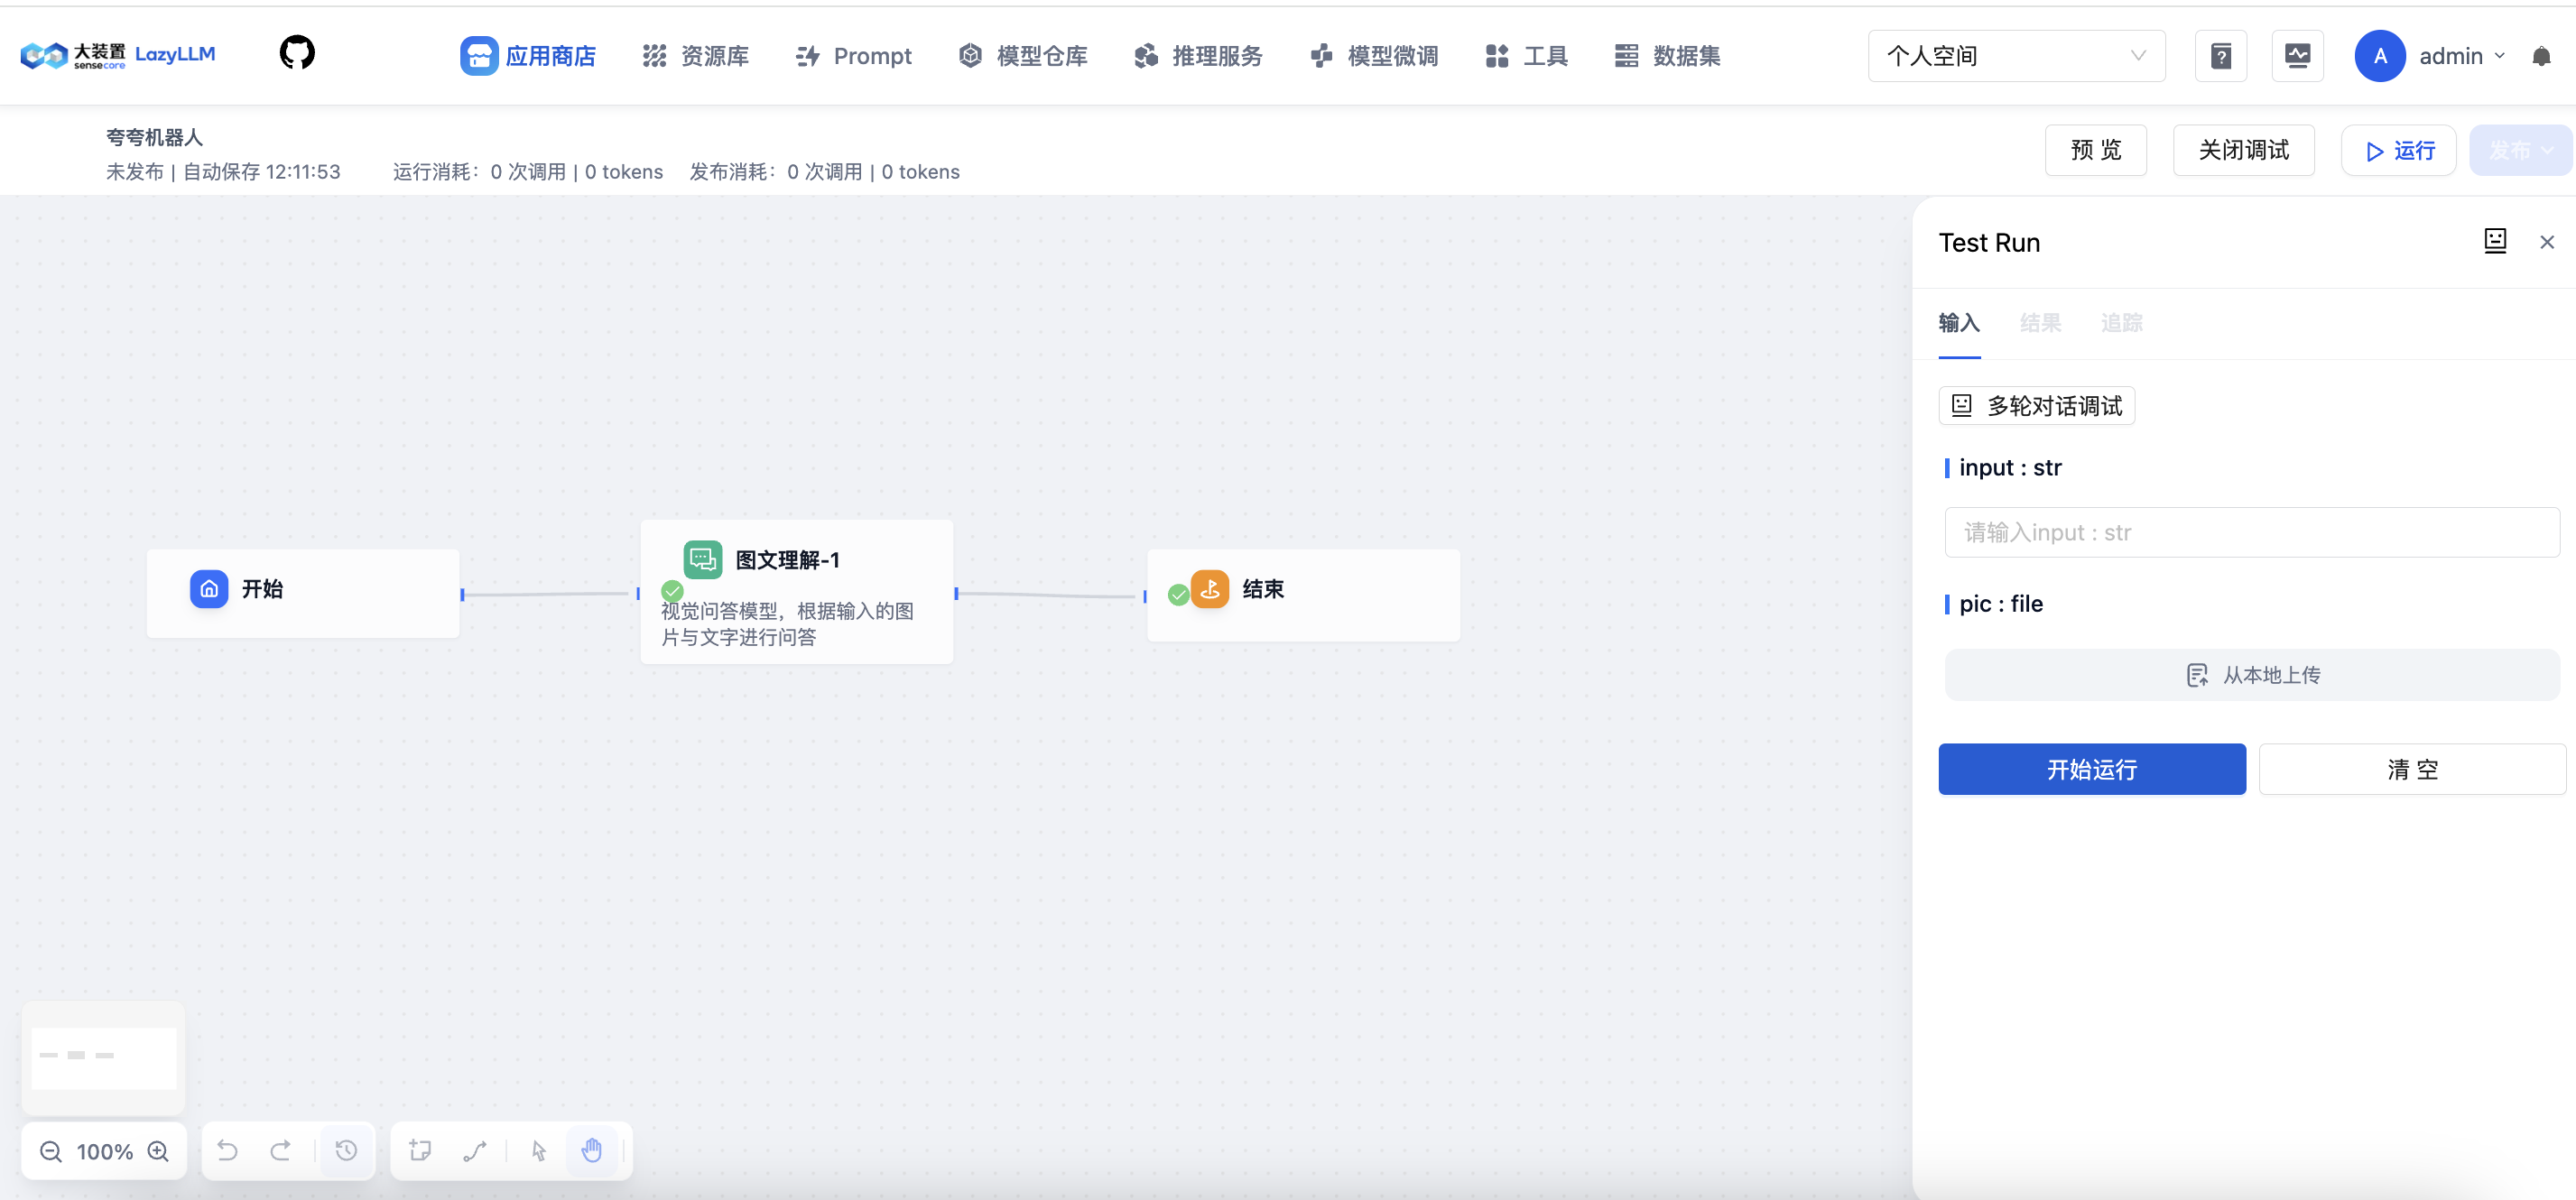 大装置 sensecore LazyLLM
应用商店 资源库 Prompt 模型仓库 推理服务 模型微调 工具 数据集
个人空间
A admin
夸夸机器人
未发布 | 自动保存 12:11:53 运行消耗：0 次调用 | 0 tokens 发布消耗：0 次调用 | 0 tokens
预 览 关闭调试 运行 发布
Test Run
输入 结果 追踪
多轮对话调试
input : str
请输入input : str
pic : file
从本地上传
开始运行 清 空
开始
图文理解-1
视觉问答模型，根据输入的图
片与文字进行问答
结束
100%